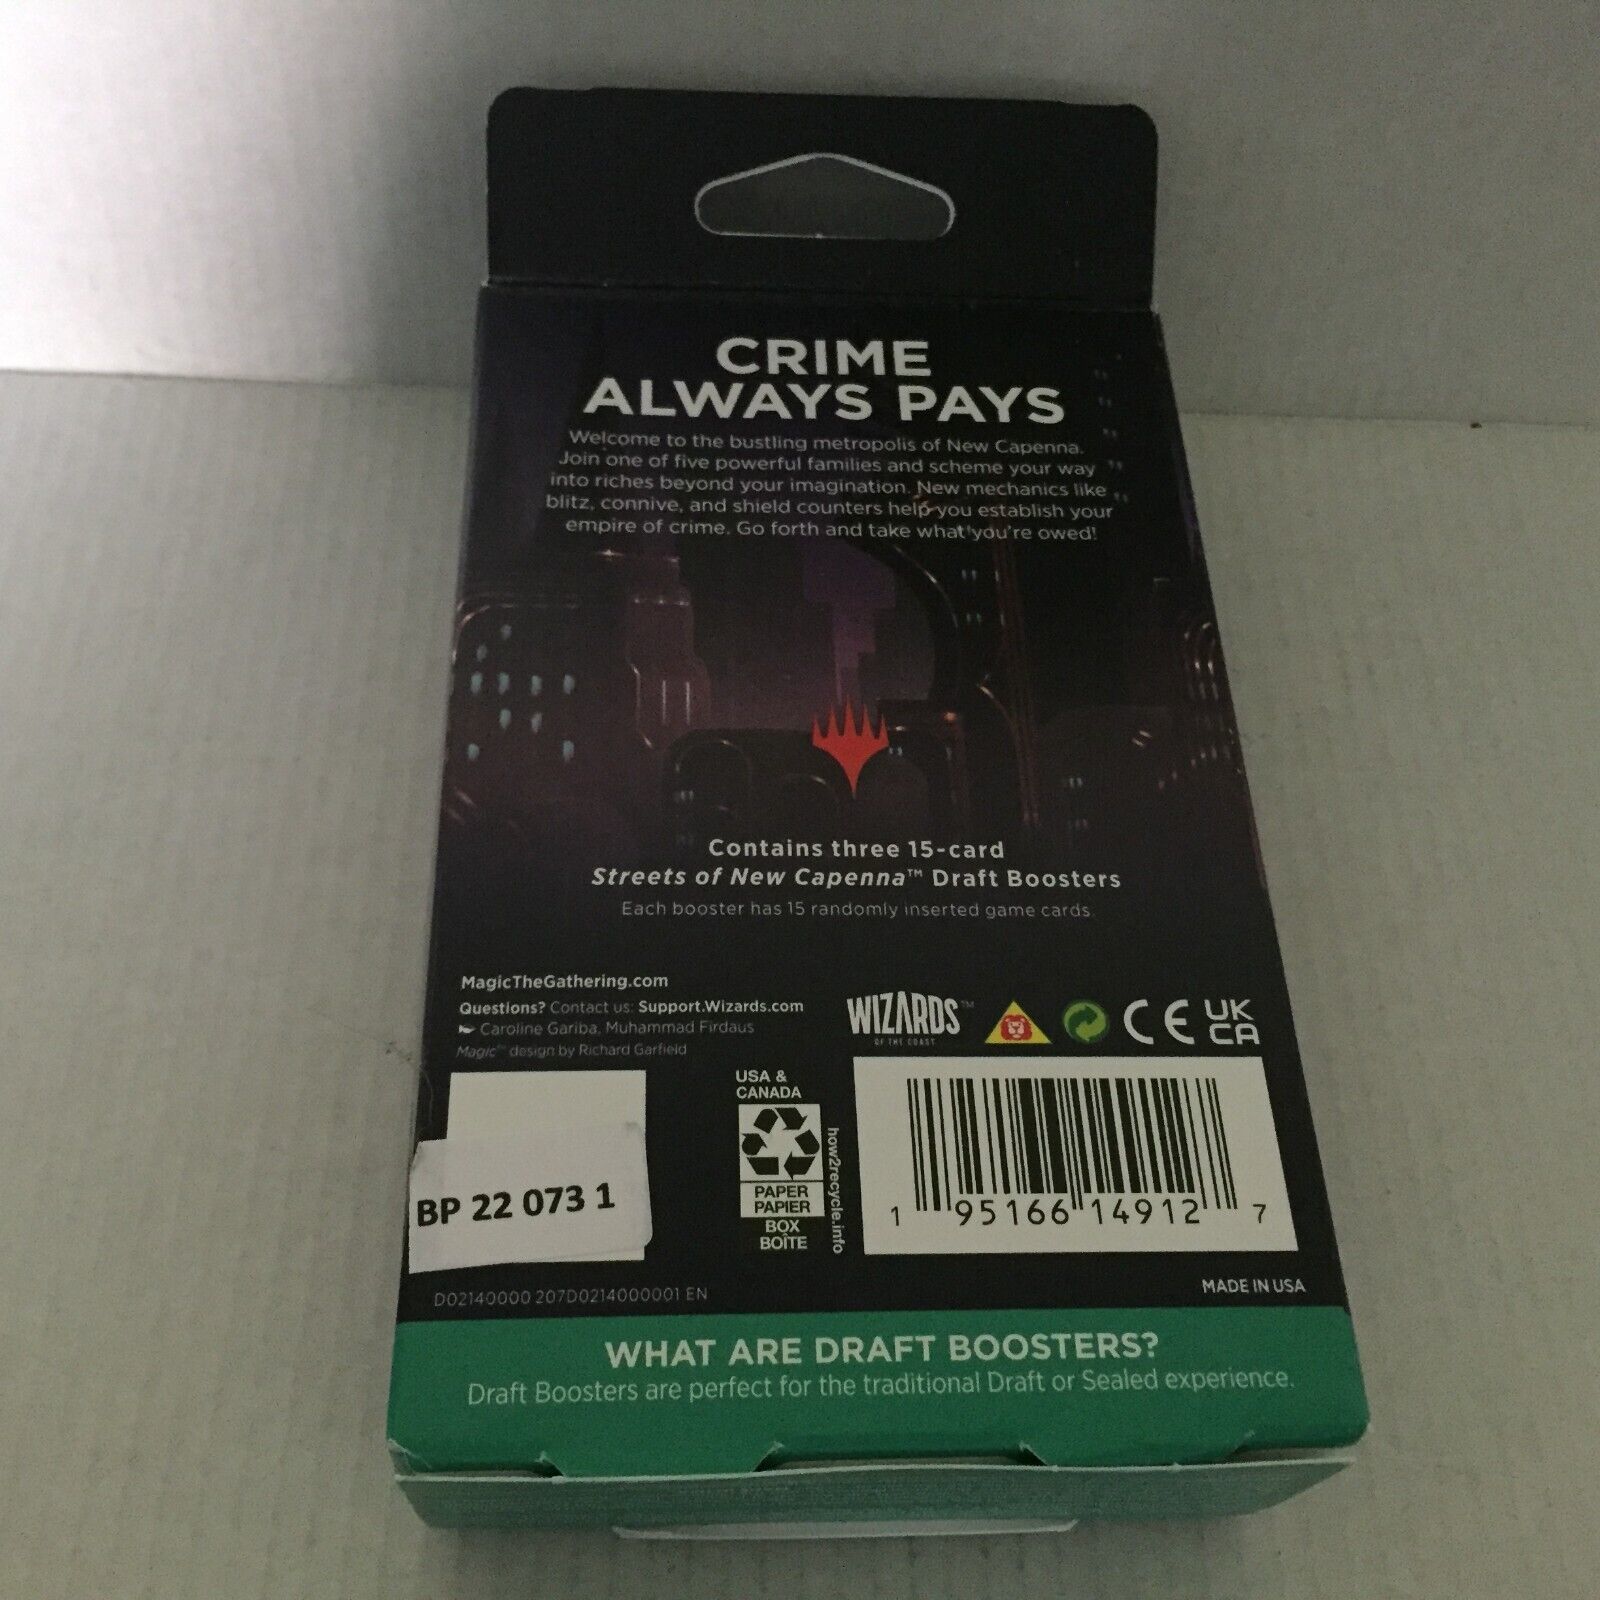 CRIME
ALWAYS PAYS
Welcome to the bustling metropolis of New Capenna.
Join one of five powerful families and scheme your way
into riches beyond your imagination. New mechanics like
blitz, connive, and shield counters help you establish your
empire of crime. Go forth and take what you're owed!
Contains three 15-card
Streets of New Capenna™ Draft Boosters
Each booster has 15 randomly inserted game cards.
MagicTheGathering.com
Questions? Contact us: Support.Wizards.com
Caroline Gariba, Muhammad Firdaus
Magic™ design by Richard Garfield
WIZARDS™
OF THE COAST
CE
UK
CA
USA &
CANADA
PAPER
PAPIER
BOX
BOÎTE
how2recycle.info
BP 22 073 1
1 95166 14912 7
D02140000 207D0214000001 EN
MADE IN USA
WHAT ARE DRAFT BOOSTERS?
Draft Boosters are perfect for the traditional Draft or Sealed experience.